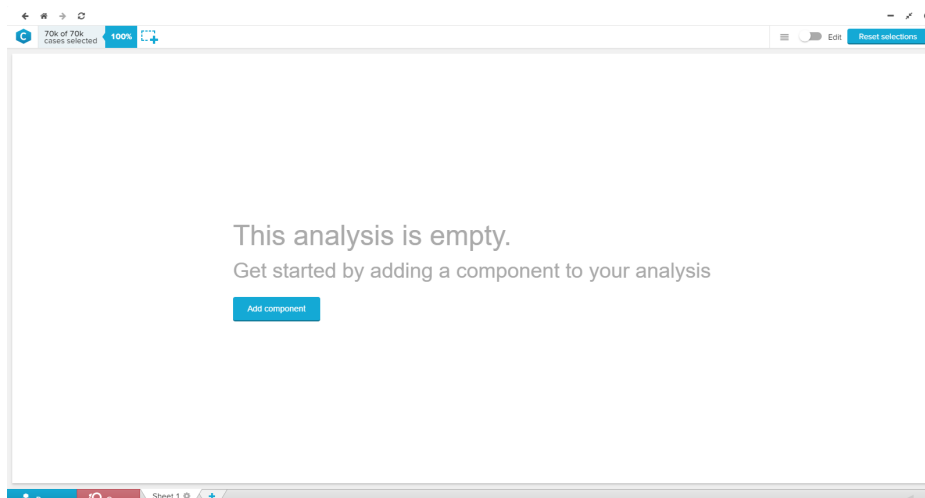 70k of 70k
cases selected
100%
Edit
Reset selections
This analysis is empty.
Get started by adding a component to your analysis
Add component
Sheet 1